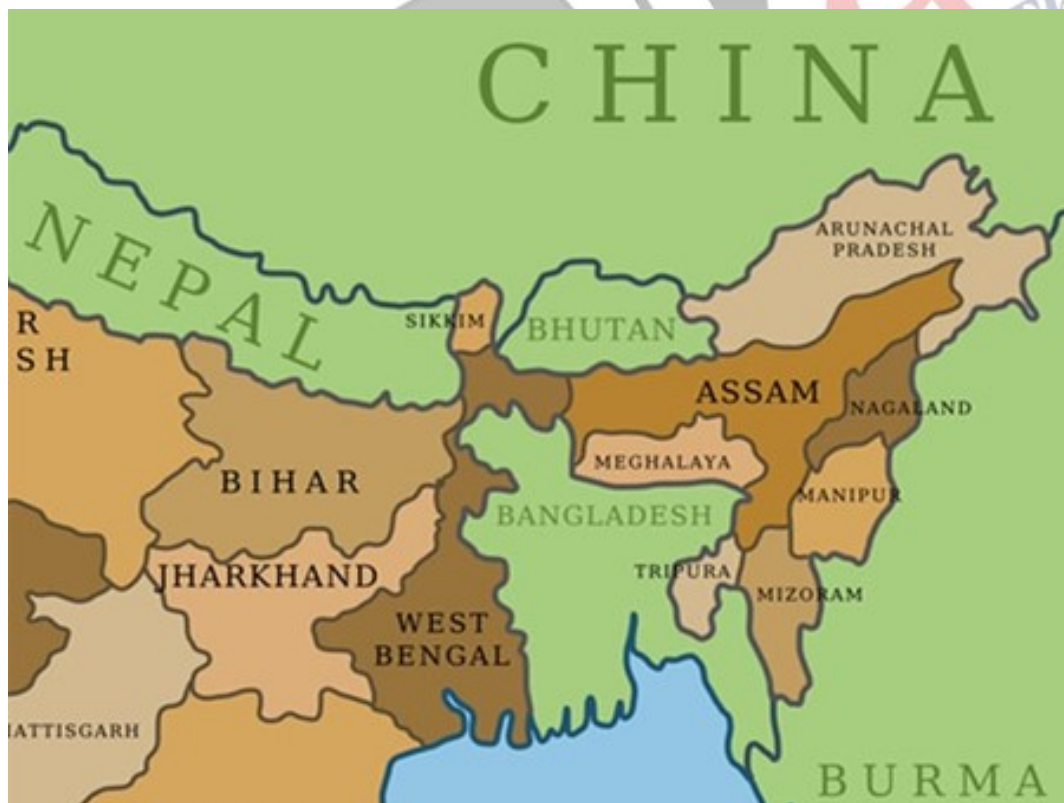 CHINA
NEPAL
ARUNACHAL
PRADESH
SIKKIM
BHUTAN
R
SH
ASSAM
NAGALAND
MEGHALAYA
BIHAR
MANIPUR
BANGLADESH
JHARKHAND
TRIPURA
MIZORAM
WEST
BENGAL
HATTISGARH
BURMA